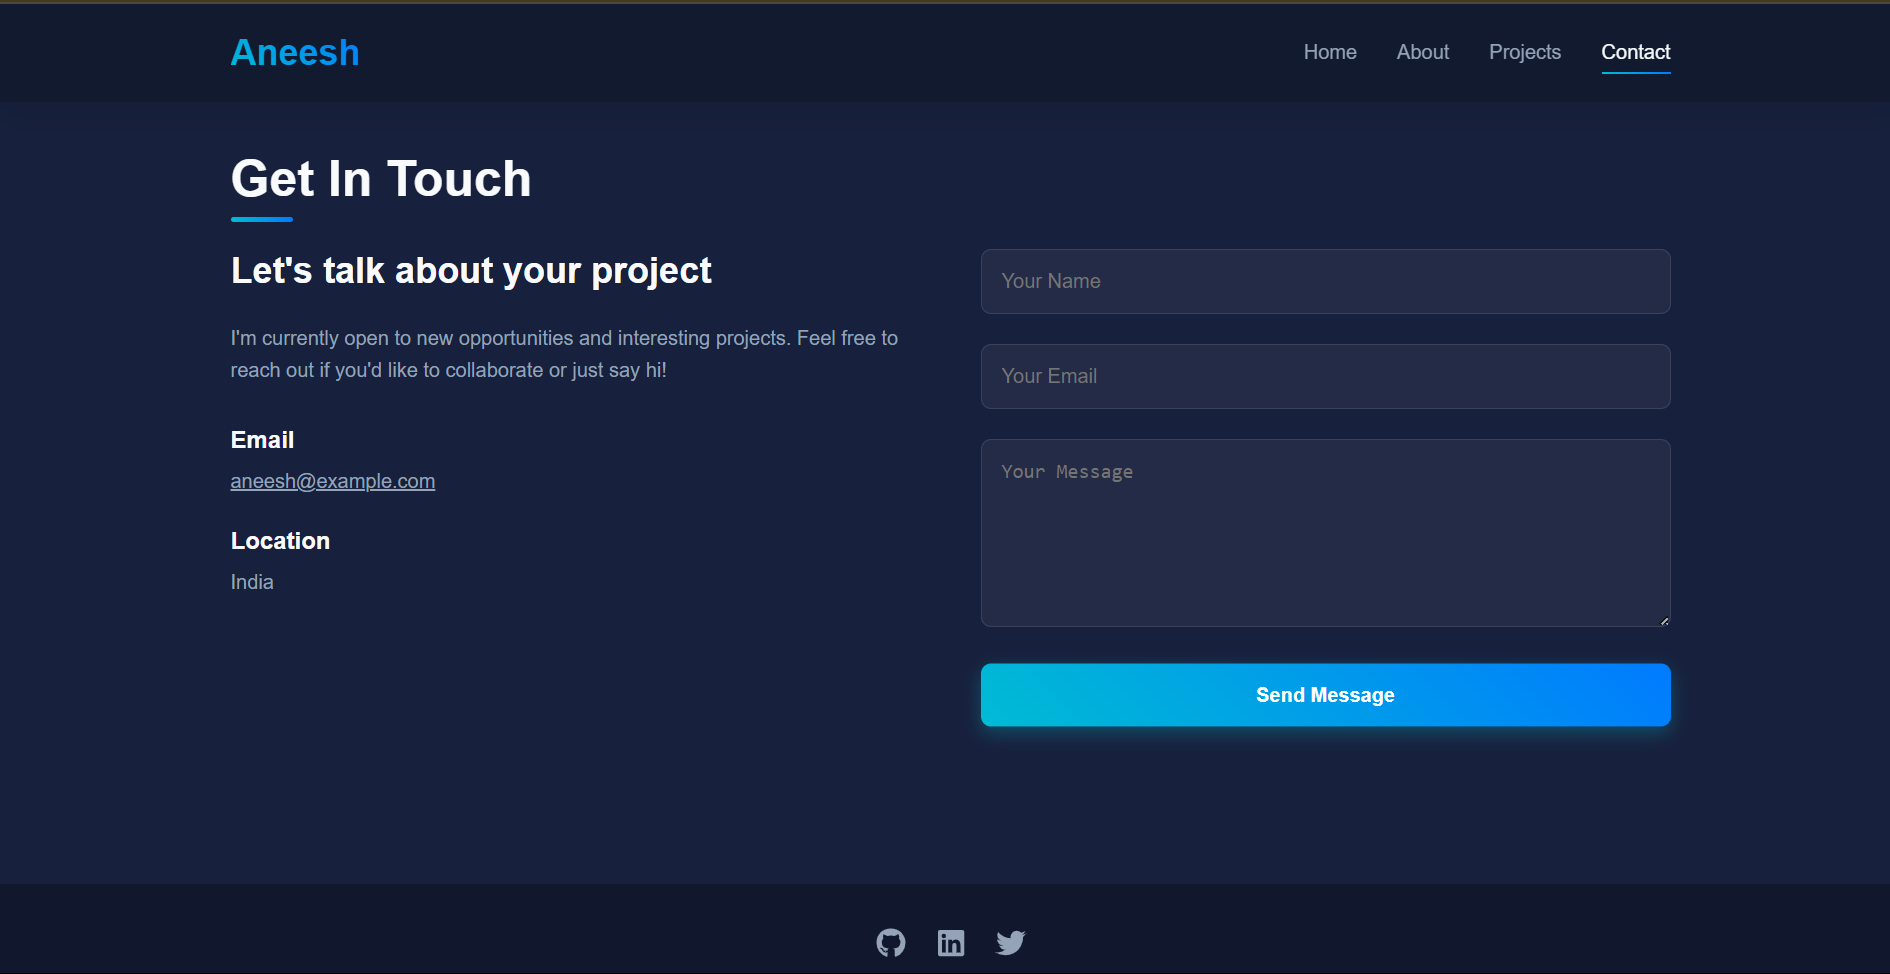 Aneesh
Home
About
Projects
Contact
Get In Touch
Let's talk about your project
I'm currently open to new opportunities and interesting projects. Feel free to
reach out if you'd like to collaborate or just say hi!
Email
aneesh@example.com
Location
India
Your Name
Your Email
Your Message
Send Message
in